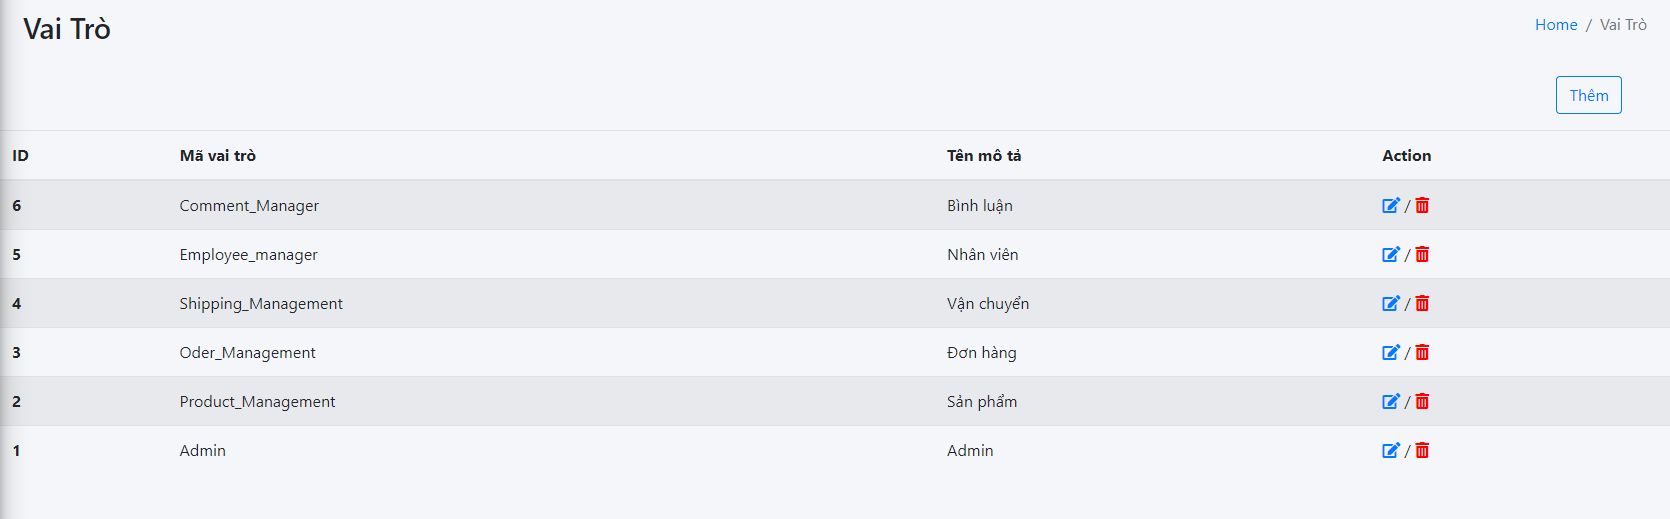 Vai Trò
Home / Vai Trò
Thêm
ID Mã vai trò Tên mô tả Action
6 Comment_Manager Bình luận /
5 Employee_manager Nhân viên /
4 Shipping_Management Vận chuyển /
3 Oder_Management Đơn hàng /
2 Product_Management Sản phẩm /
1 Admin Admin /